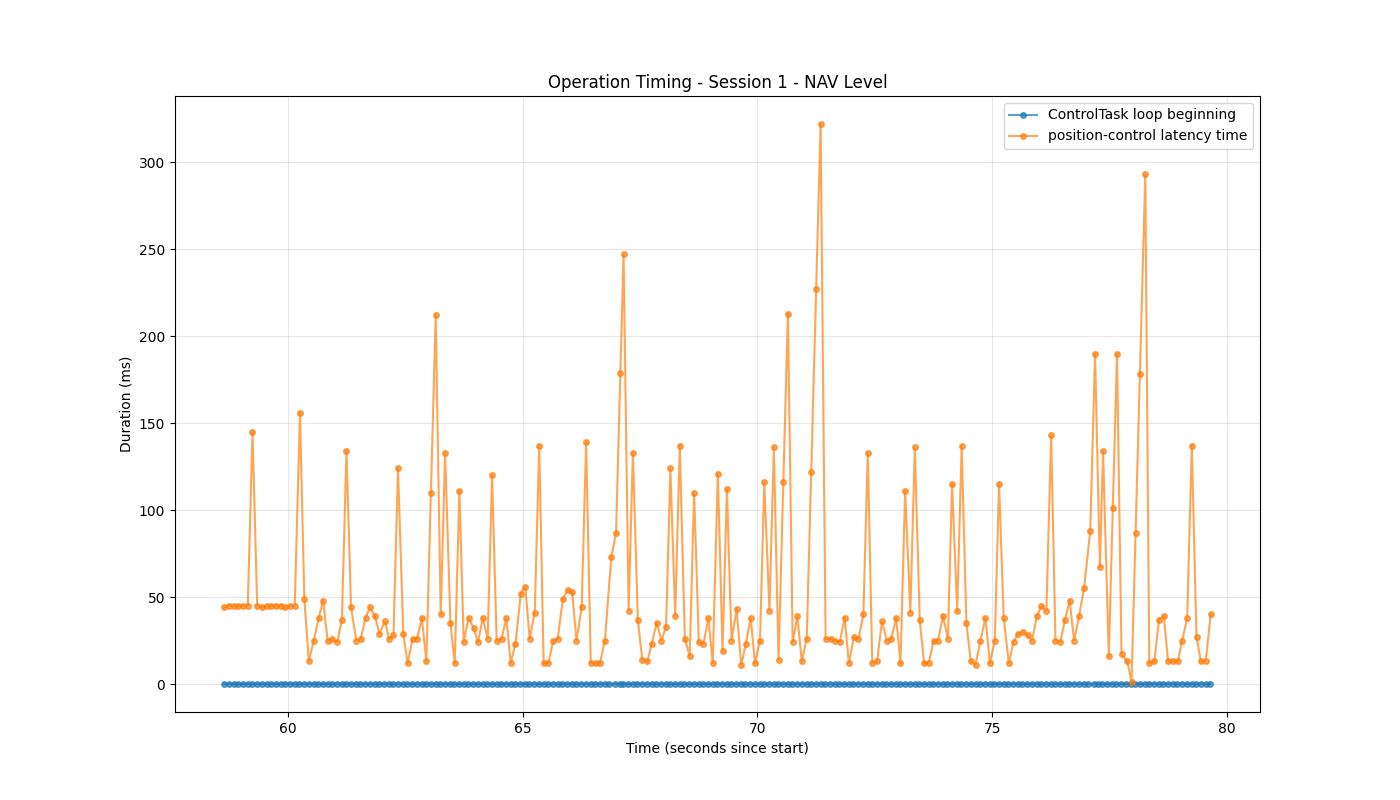 Operation Timing - Session 1 - NAV Level
ControlTask loop beginning
position-control latency time
300
250
200
150
100
50
0
Duration (ms)
60
65
70
75
80
Time (seconds since start)